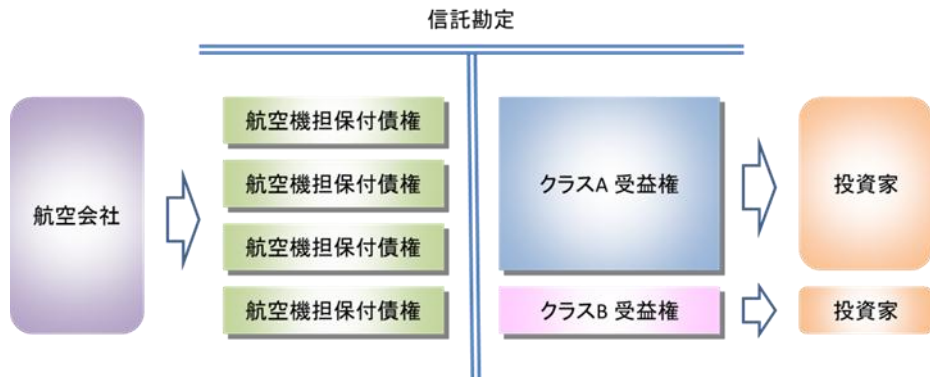 信託勘定
航空会社
航空機担保付債権
航空機担保付債権
航空機担保付債権
航空機担保付債権
クラスA 受益権
クラスB 受益権
投資家
投資家